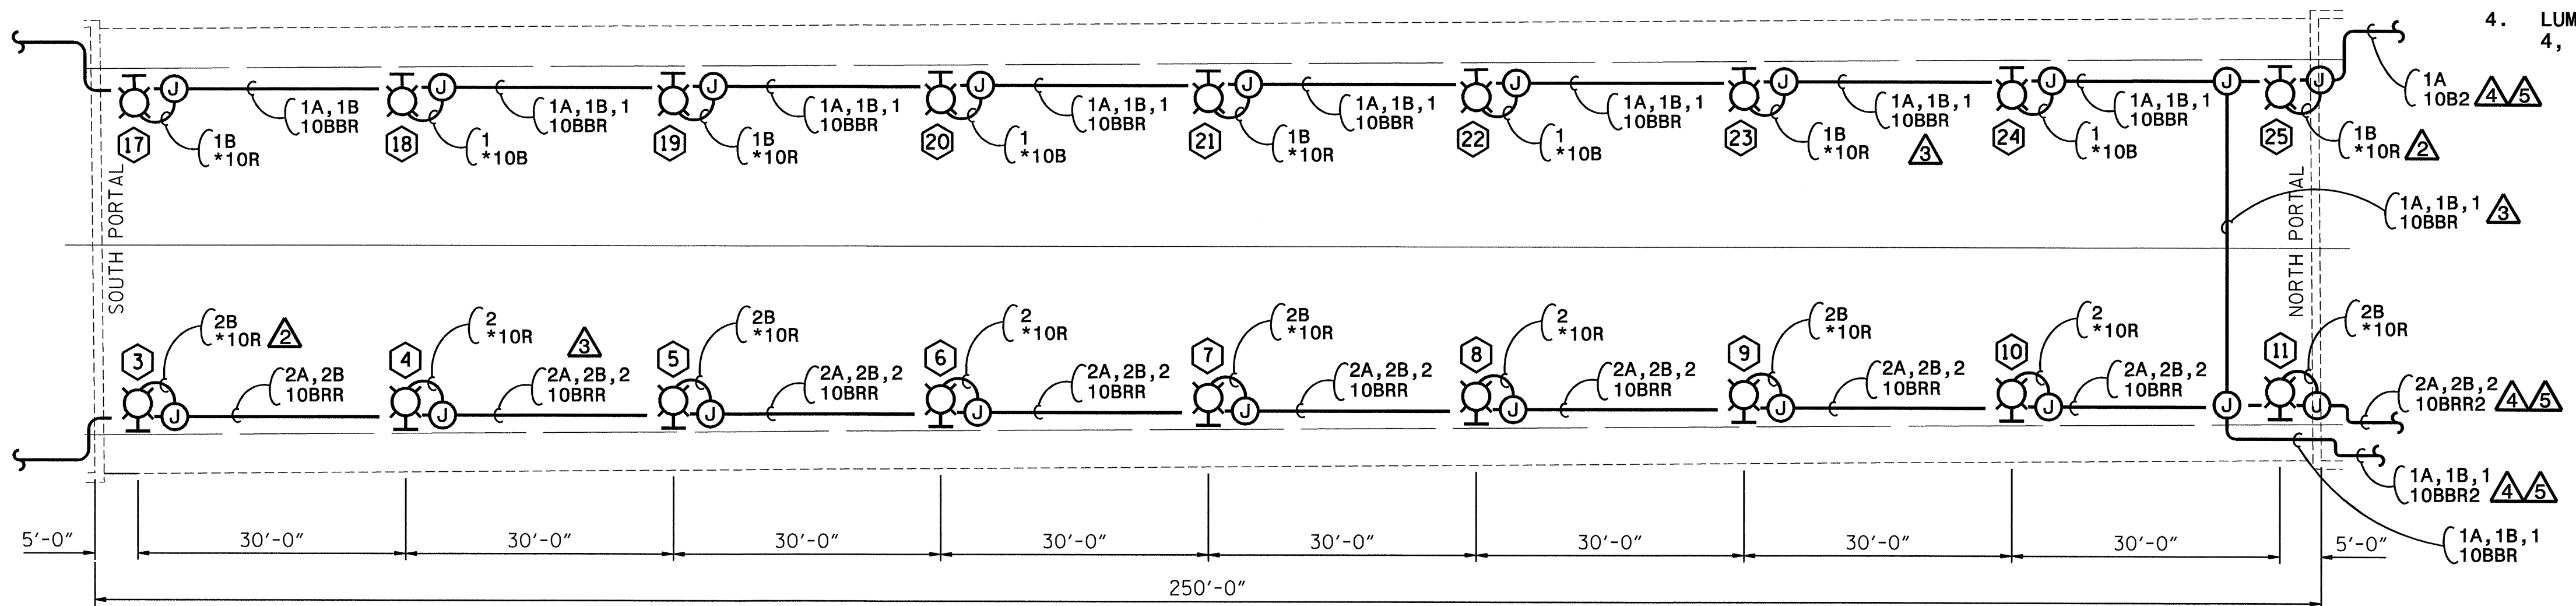 4. LUM
4,
J
J
J
J
J
J
J
J
J
J
1A
10B2 4 5
1A,1B
10BBR
1A,1B,1
10BBR
1A,1B,1
10BBR
1A,1B,1
10BBR
1A,1B,1
10BBR
1A,1B,1
10BBR
1A,1B,1
10BBR
3
1A,1B,1
10BBR
17
18
19
20
21
22
23
24
25
1B
*10R
1
*10B
1B
*10R
1
*10B
1B
*10R
1
*10B
1B
*10R
1
*10B
1B
*10R 2
SOUTH PORTAL
NORTH PORTAL
1A,1B,1
10BBR 3
2B
*10R 2
2
*10R
3
2B
*10R
2
*10R
2B
*10R
2
*10R
2B
*10R
2
*10R
2B
*10R
3
4
5
6
7
8
9
10
11
2A,2B
10BRR
2A,2B,2
10BRR
2A,2B,2
10BRR
2A,2B,2
10BRR
2A,2B,2
10BRR
2A,2B,2
10BRR
2A,2B,2
10BRR
2A,2B,2
10BRR
2A,2B,2
10BRR2 4 5
J
J
J
J
J
J
J
J
J
J
1A,1B,1
10BBR2 4 5
1A,1B,1
10BBR
5'-0"
30'-0"
30'-0"
30'-0"
30'-0"
30'-0"
30'-0"
30'-0"
30'-0"
5'-0"
250'-0"